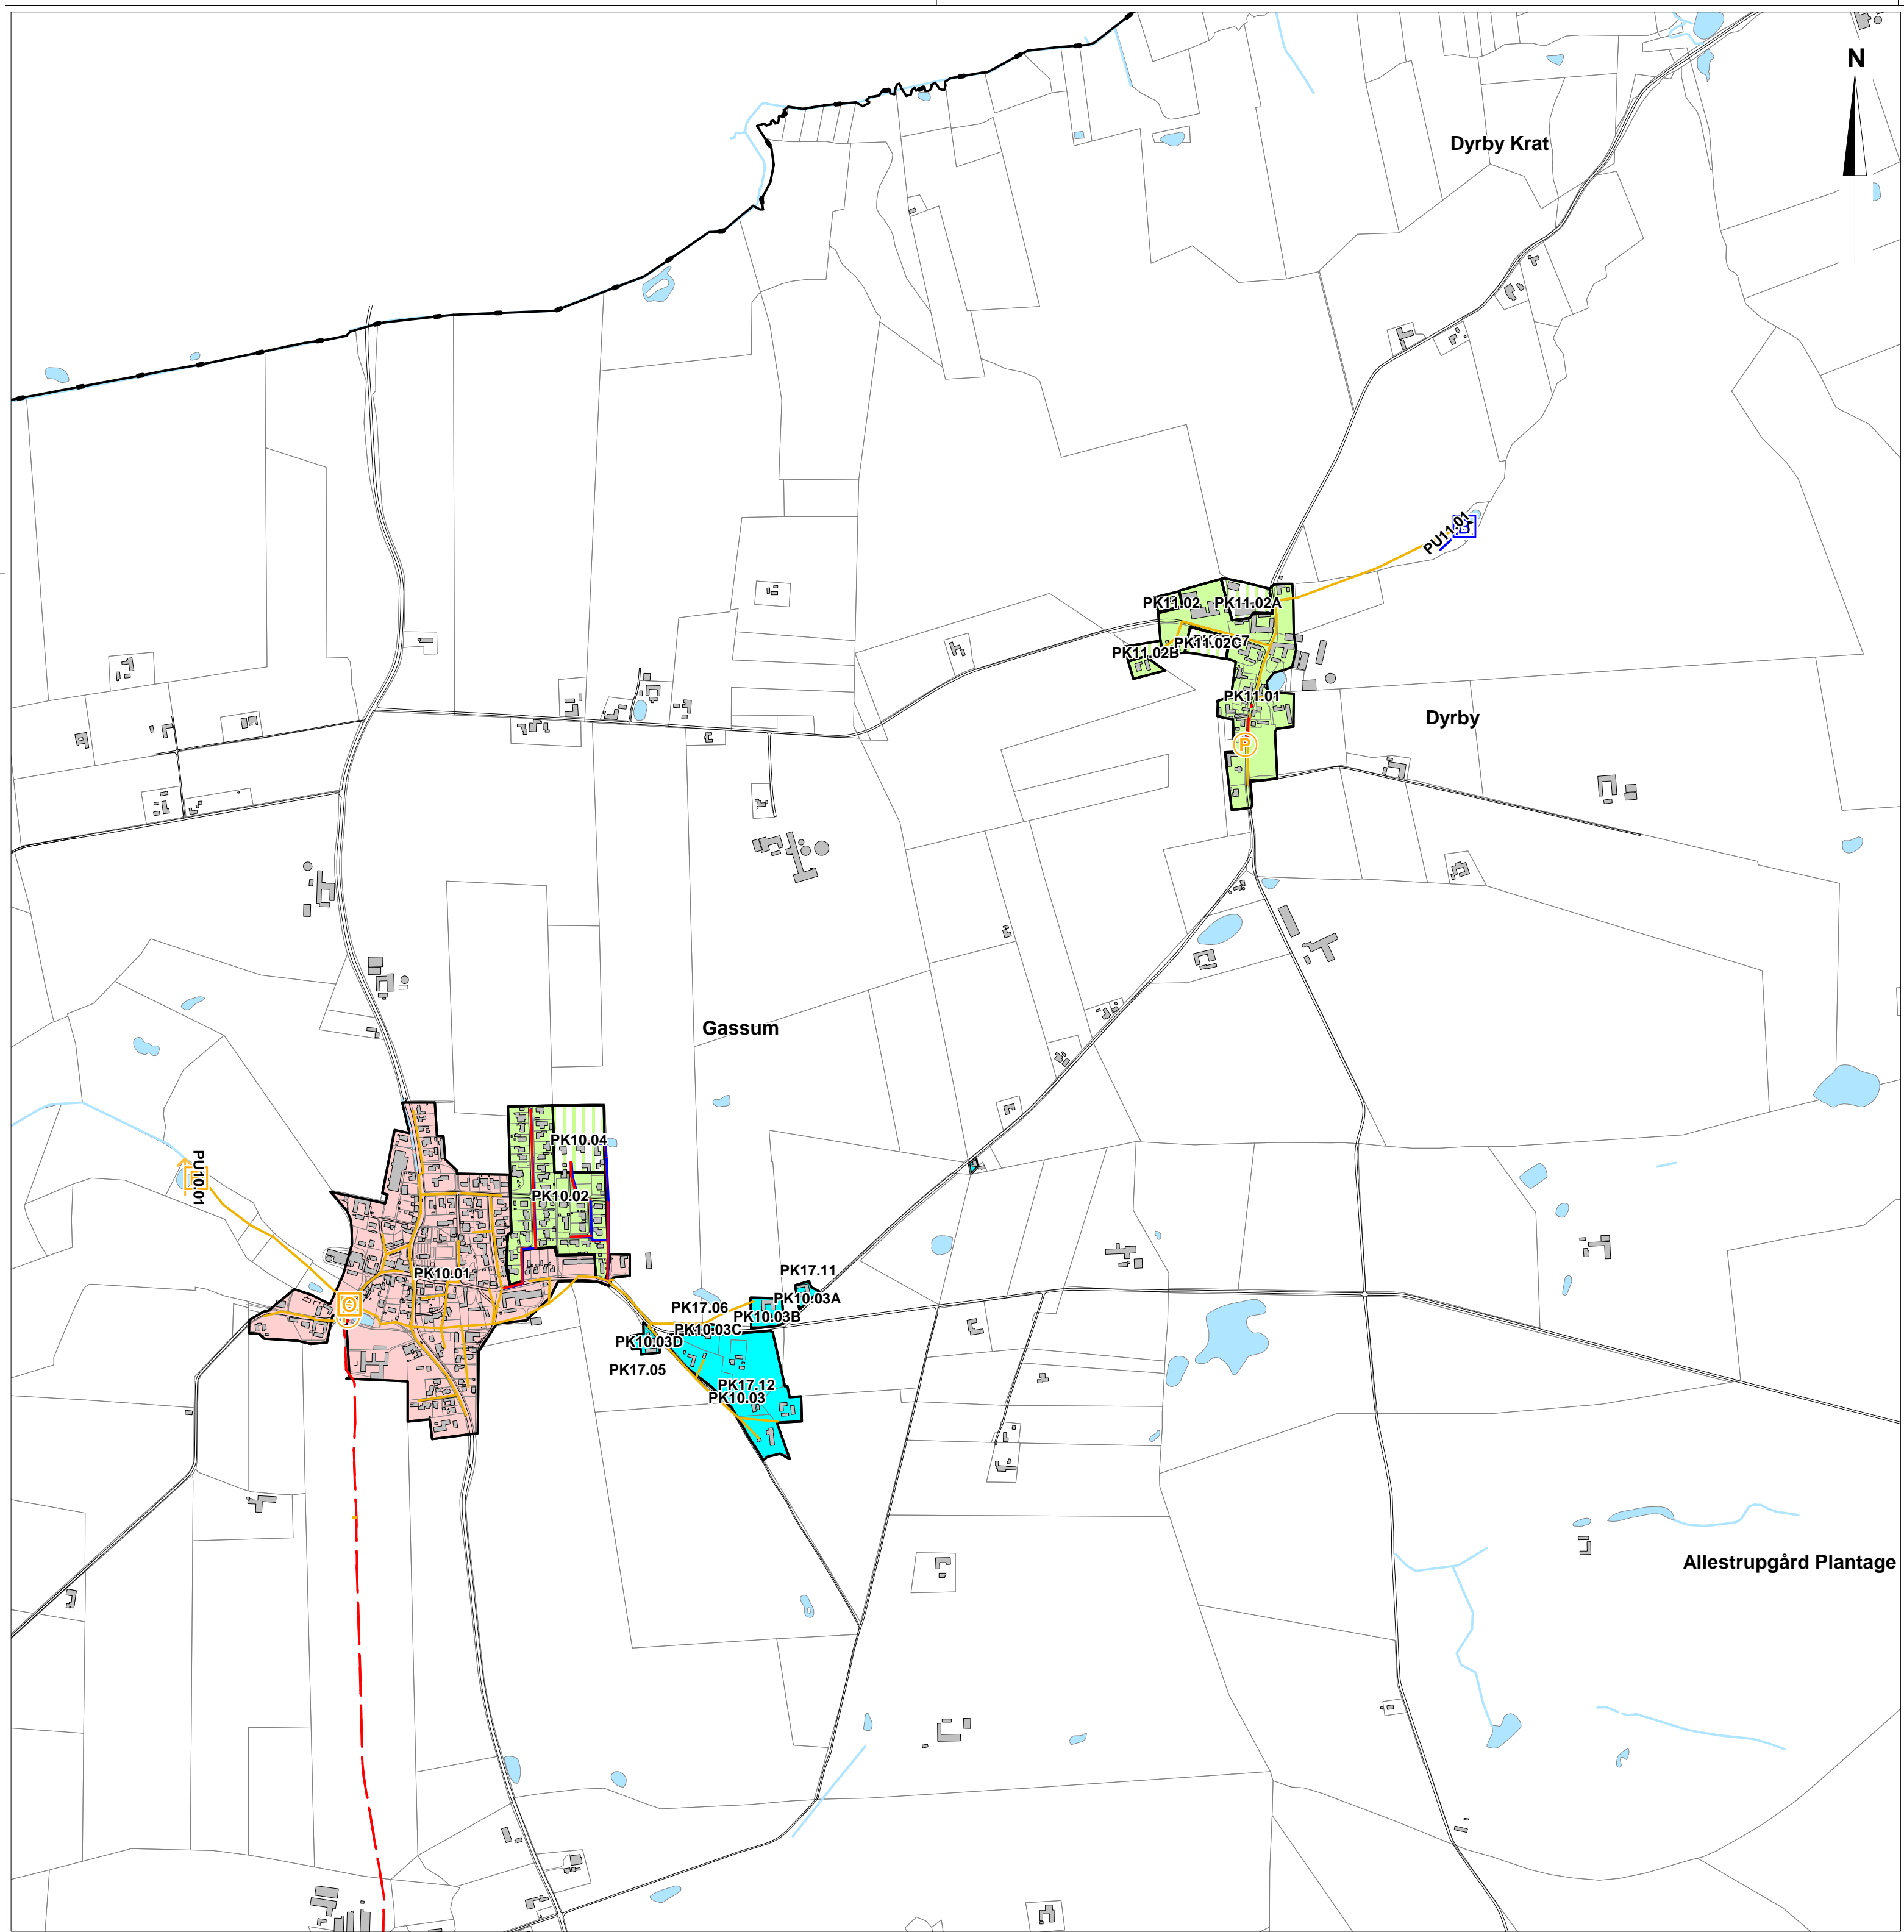 N
Dyrby Krat
PU11.01
B
PK11.02
PK11.02A
PK11.02C
7
PK11.02B
PK11.01
Dyrby
P
Gassum
PK10.04
PU10.01
PK10.02
PK10.01
PK17.11
PK10.03A
PK17.06
PK10.03B
PK10.03C
PK10.03D
PK17.05
PK17.12
PK10.03
Allestrupgård Plantage